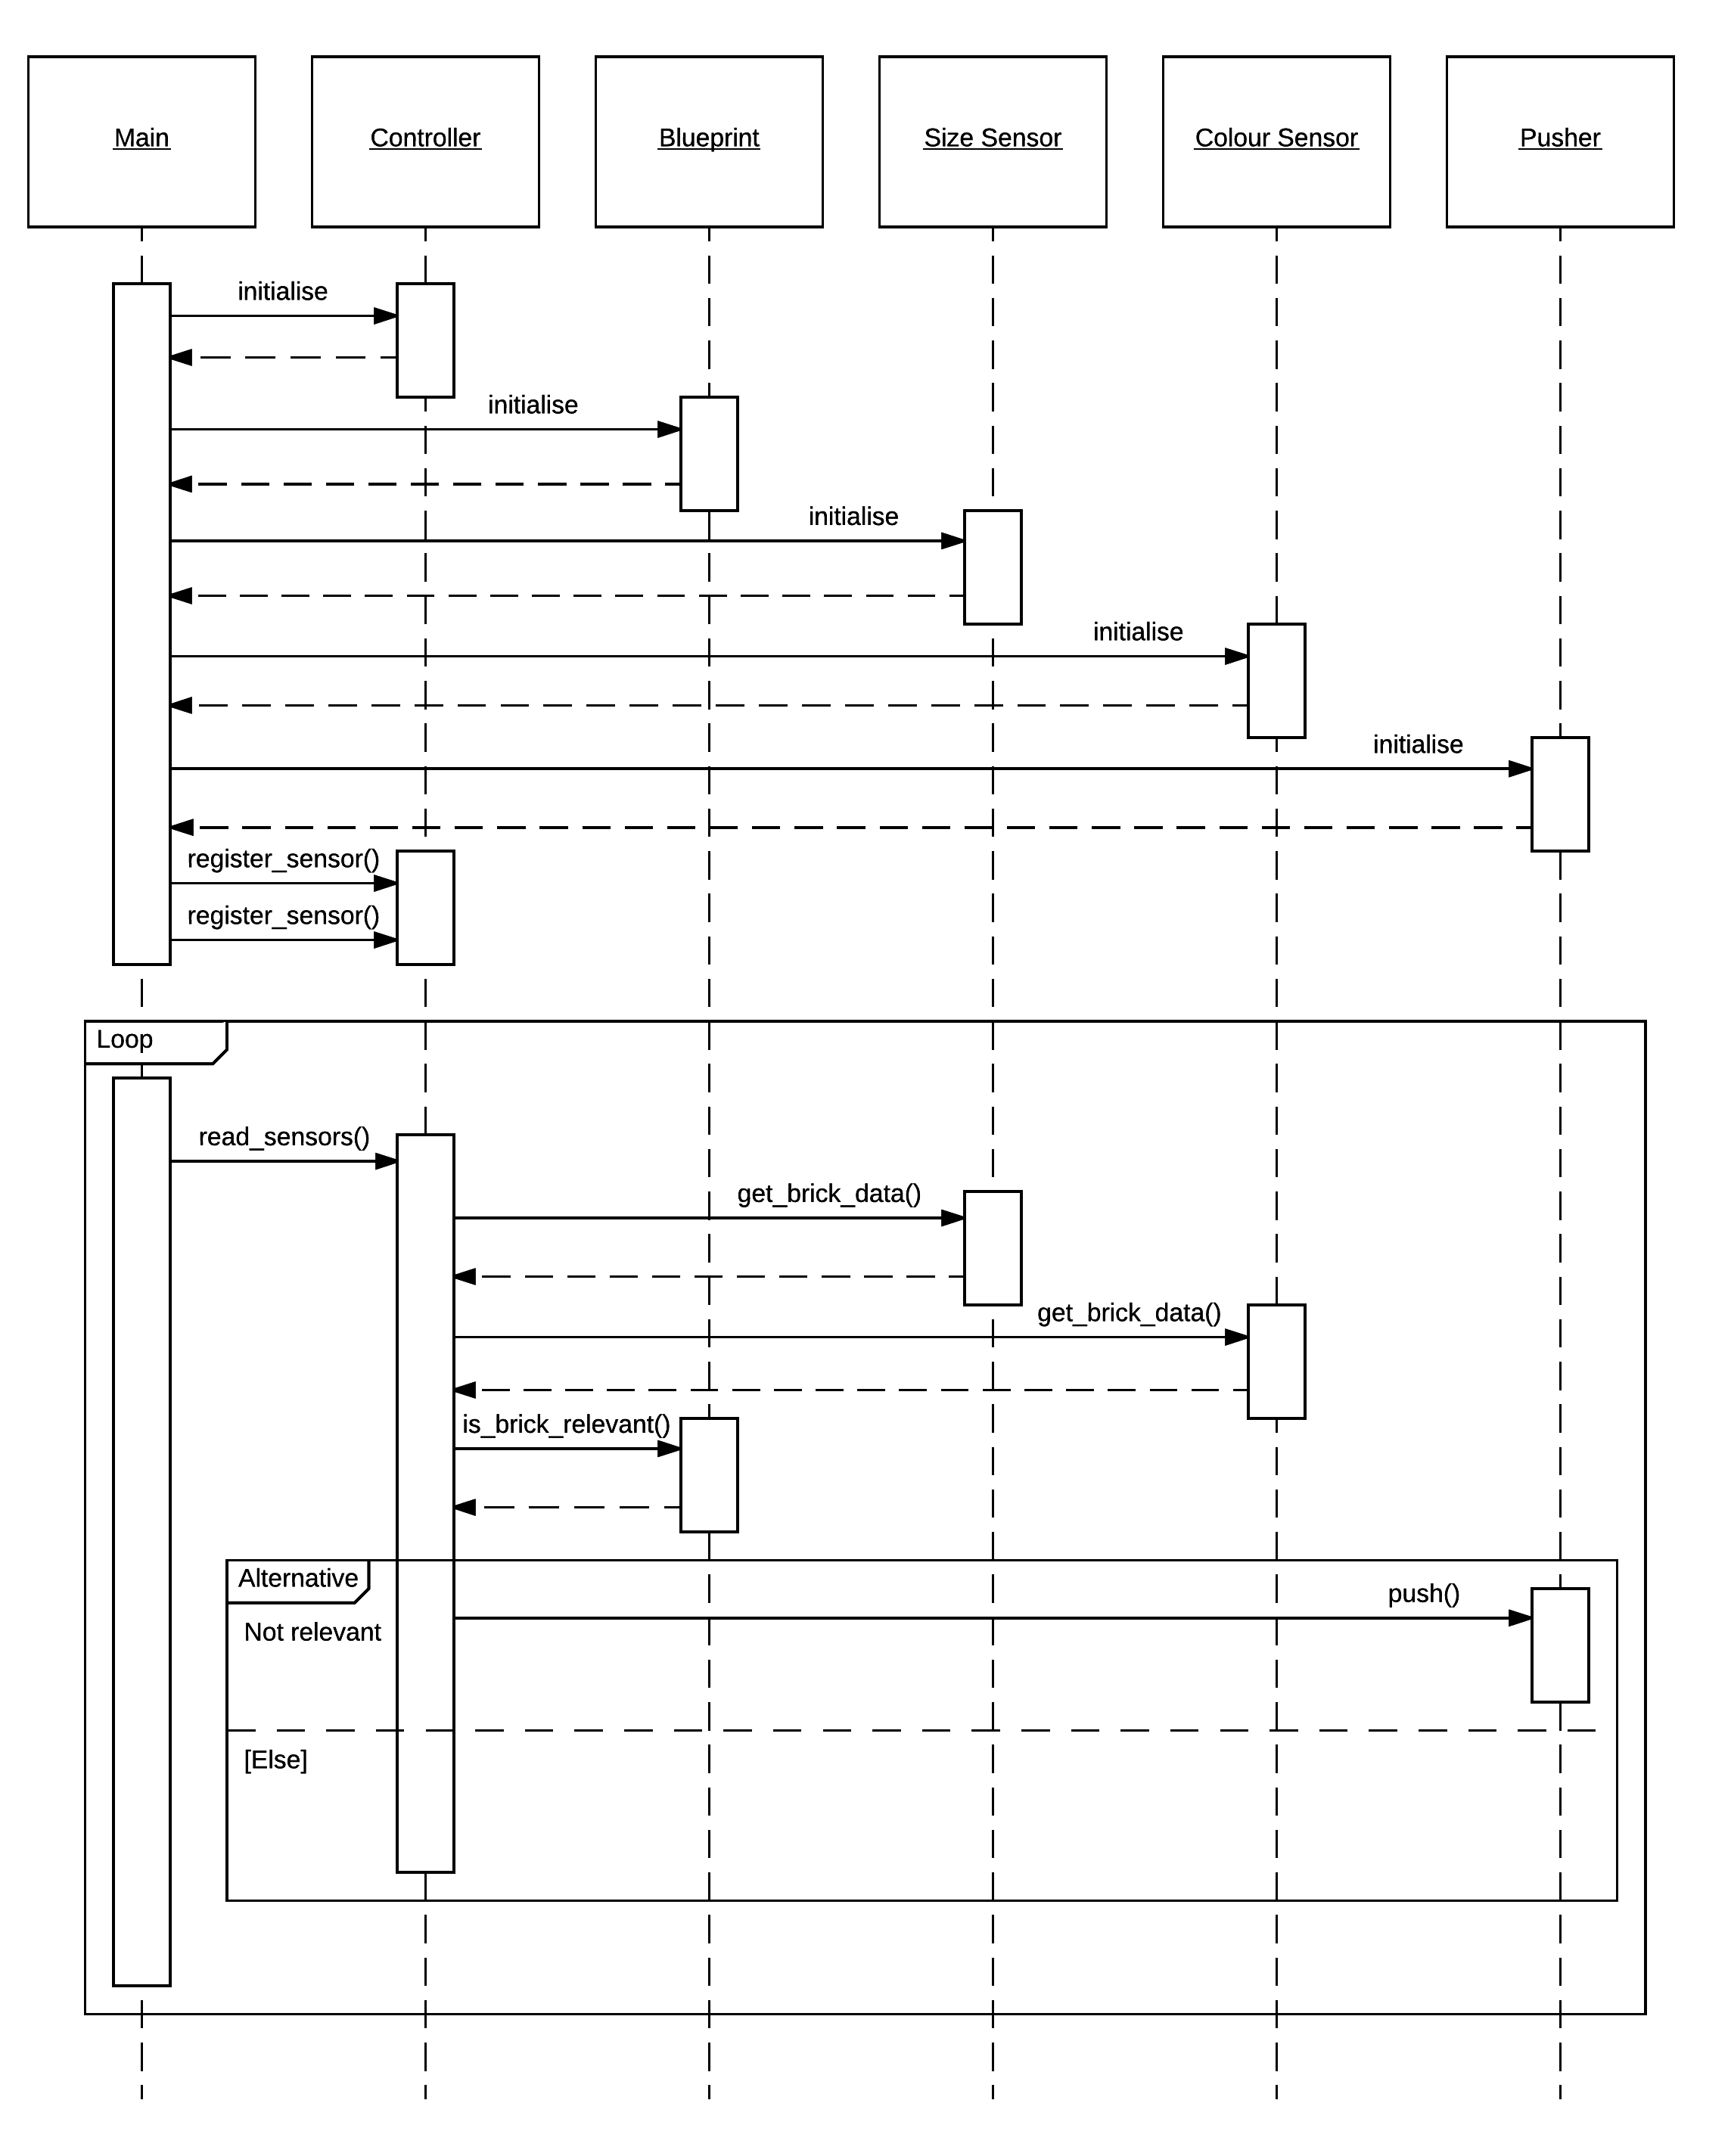 Main
Controller
Blueprint
Size Sensor
Colour Sensor
Pusher
initialise
initialise
initialise
initialise
initialise
register_sensor()
register_sensor()
Loop
read_sensors()
get_brick_data()
get_brick_data()
is_brick_relevant()
Alternative
push()
Not relevant
[Else]